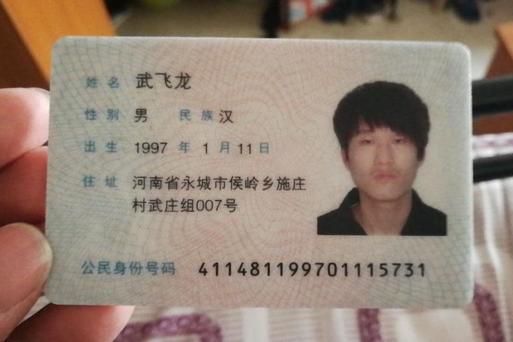 姓名 武飞龙
性别 男 民族 汉
出生 1997 年 1 月 11 日
住址 河南省永城市侯岭乡施庄
村武庄组007号
公民身份号码 411481199701115731